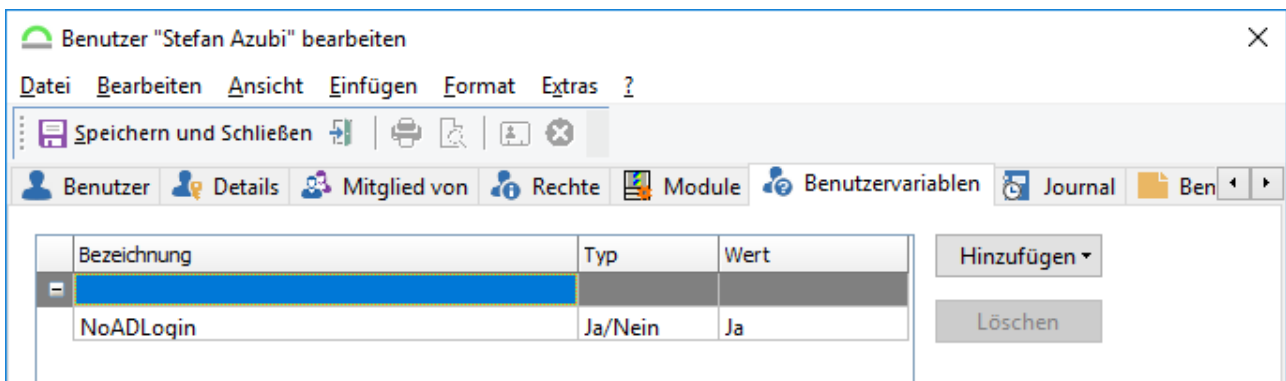 Benutzer "Stefan Azubi" bearbeiten
Datei Bearbeiten Ansicht Einfügen Format Extras ?
Speichern und Schließen
Benutzer Details Mitglied von Rechte Module Benutzervariablen Journal Ben
Bezeichnung Typ Wert Hinzufügen
NoADLogin Ja/Nein Ja Löschen